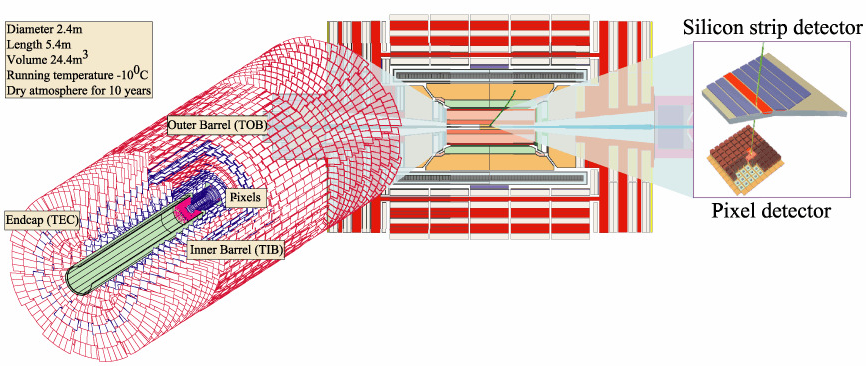 Diameter 2.4m
Length 5.4m
Volume 24.4m3
Running temperature -10⁰C
Dry atmosphere for 10 years
Silicon strip detector
Outer Barrel (TOB)
Pixels
Endcap (TEC)
Inner Barrel (TIB)
Pixel detector